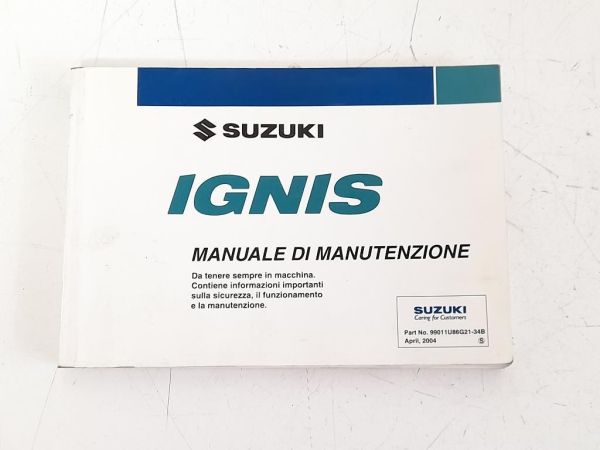 SUZUKI
IGNIS
MANUALE DI MANUTENZIONE
Da tenere sempre in macchina.
Contiene informazioni importanti
sulla sicurezza, il funzionamento
e la manutenzione.
SUZUKI
Caring for Customers
Part No. 99011U86G21-34B
April, 2004 S